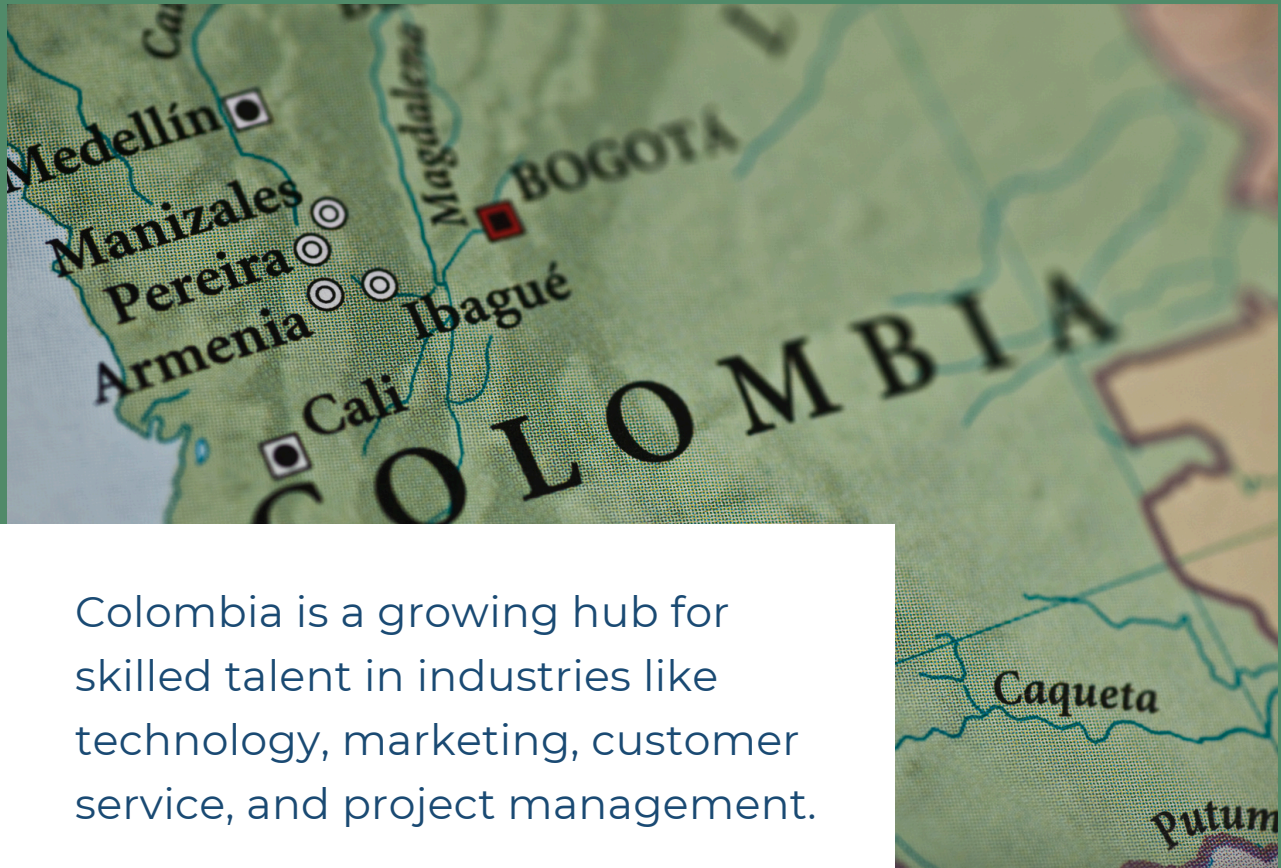 Medellín
Magdalena
BOGOTÁ
Manizales
Pereira
Armenia
Ibagué
Cali
COLOMBIA
Colombia is a growing hub for
skilled talent in industries like
technology, marketing, customer
service, and project management.
Caqueta